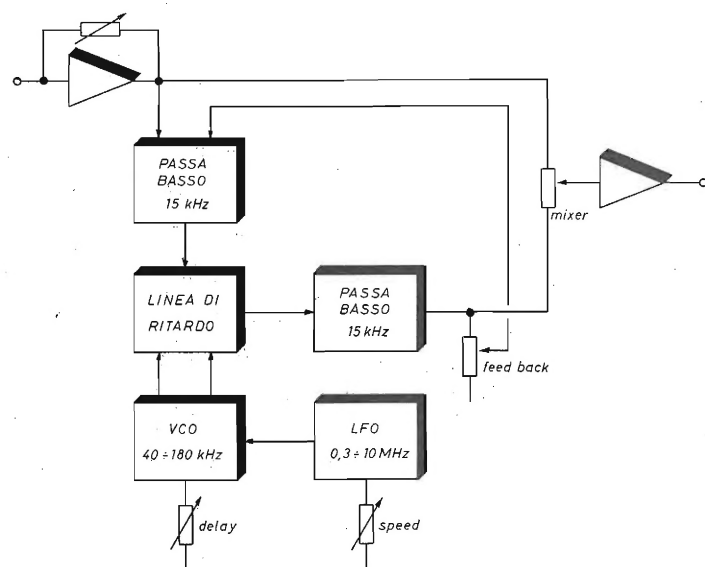 PASSA
BASSO
15 kHz
mixer
LINEA DI
RITARDO
PASSA
BASSO
15 kHz
feed back
VCO
40÷180 kHz
LFO
0,3÷10 MHz
delay
speed